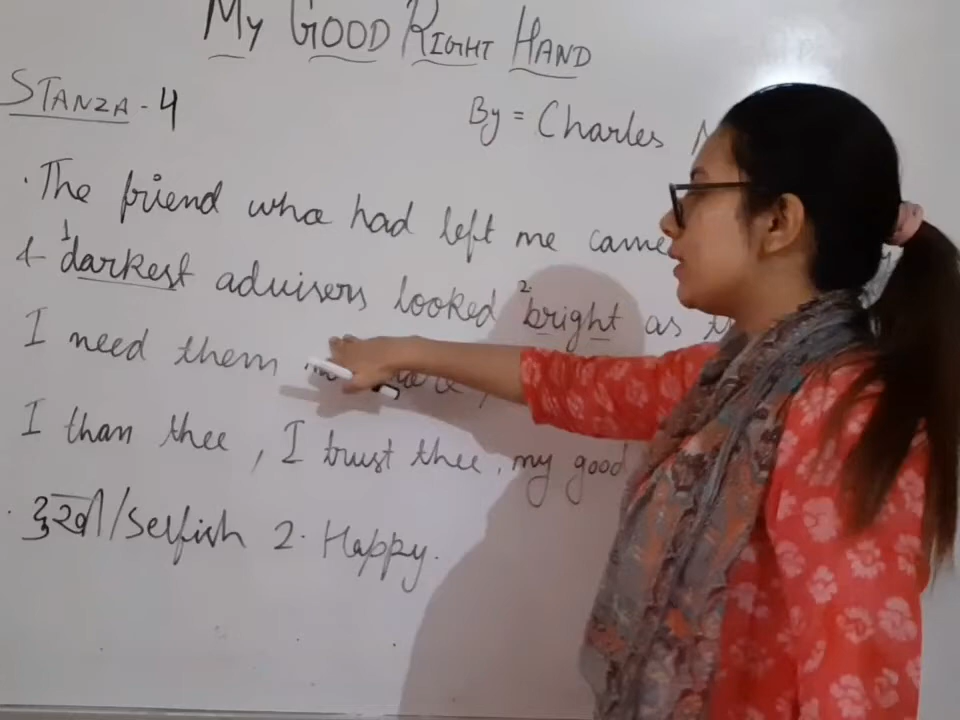 My GOOD RIGHT HAND
STANZA - 4
By = Charles
· The friend who had left me came
& 1 darkest advisers looked 2. bright as
I need them
I than thee, I trust thee, my good
· दुखी/selfish 2. Happy.